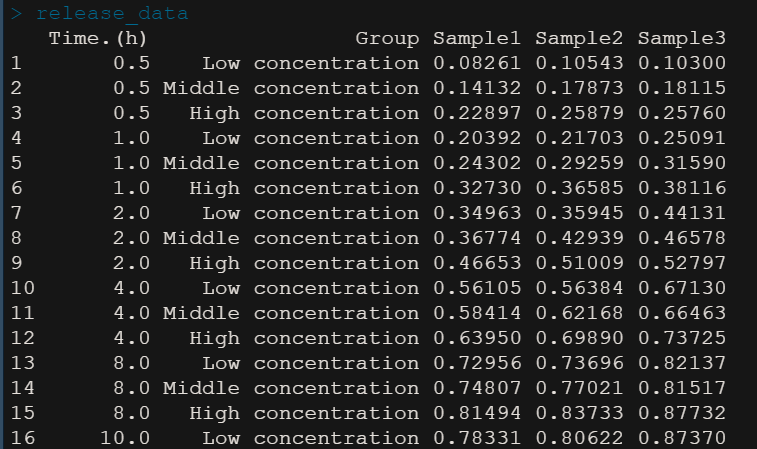 > release_data
Time.(h) Group Sample1 Sample2 Sample3
1 0.5 Low concentration 0.08261 0.10543 0.10300
2 0.5 Middle concentration 0.14132 0.17873 0.18115
3 0.5 High concentration 0.22897 0.25879 0.25760
4 1.0 Low concentration 0.20392 0.21703 0.25091
5 1.0 Middle concentration 0.24302 0.29259 0.31590
6 1.0 High concentration 0.32730 0.36585 0.38116
7 2.0 Low concentration 0.34963 0.35945 0.44131
8 2.0 Middle concentration 0.36774 0.42939 0.46578
9 2.0 High concentration 0.46653 0.51009 0.52797
10 4.0 Low concentration 0.56105 0.56384 0.67130
11 4.0 Middle concentration 0.58414 0.62168 0.66463
12 4.0 High concentration 0.63950 0.69890 0.73725
13 8.0 Low concentration 0.72956 0.73696 0.82137
14 8.0 Middle concentration 0.74807 0.77021 0.81517
15 8.0 High concentration 0.81494 0.83733 0.87732
16 10.0 Low concentration 0.78331 0.80622 0.87370